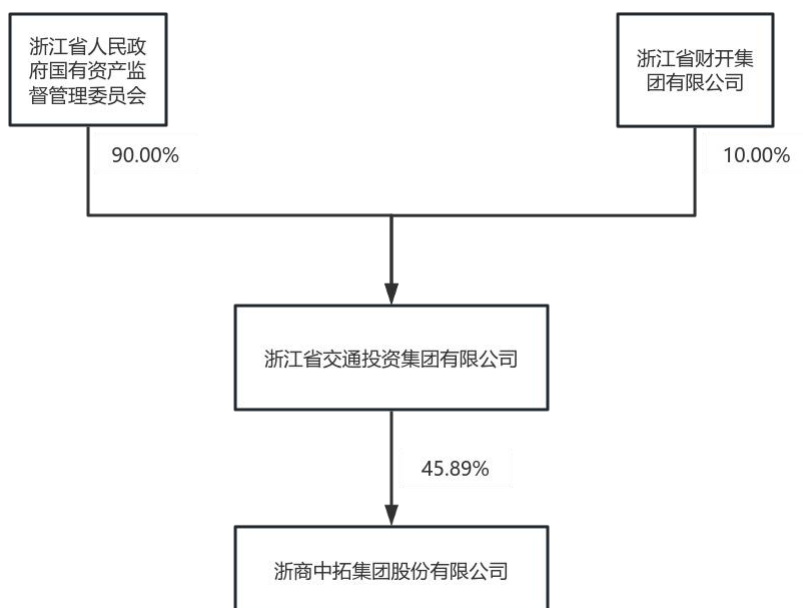 浙江省人民政
府国有资产监
督管理委员会
浙江省财开集
团有限公司
90.00%
10.00%
浙江省交通投资集团有限公司
45.89%
浙商中拓集团股份有限公司